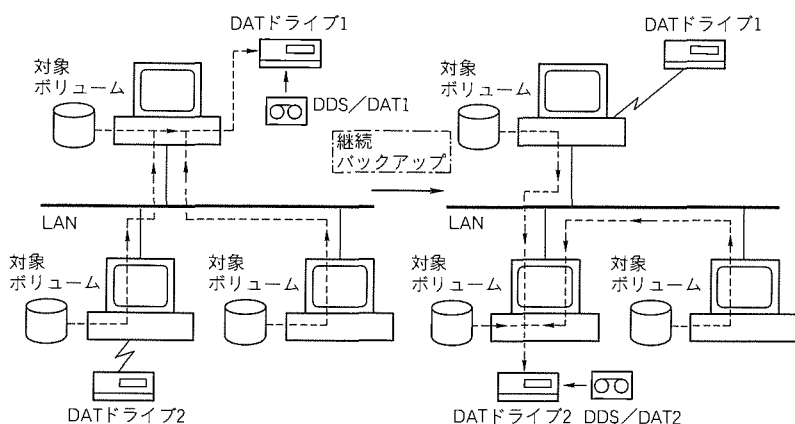 DATドライブ1
対象
ボリューム
DDS/DAT1
LAN
対象
ボリューム
対象
ボリューム
DATドライブ2
継続
バックアップ
DATドライブ1
対象
ボリューム
LAN
対象
ボリューム
対象
ボリューム
DATドライブ2
DDS/DAT2